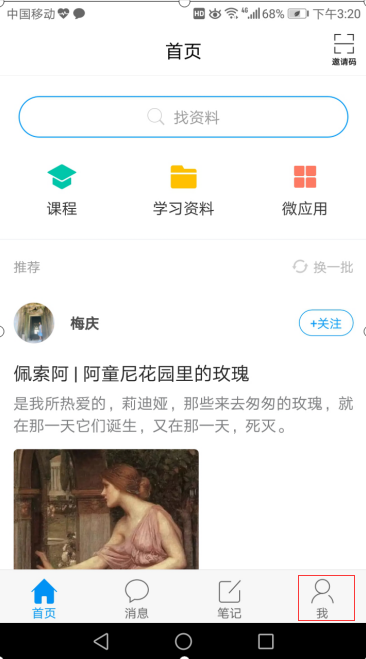 中国移动 HD 46 68% 下午3:20
首页
邀请码
找资料
课程 学习资料 微应用
推荐 换一批
梅庆 +关注
佩索阿 | 阿童尼花园里的玫瑰
是我所热爱的，莉迪娅，那些来去匆匆的玫瑰，就
在那一天它们诞生，又在那一天，死灭。
首页 消息 笔记 我